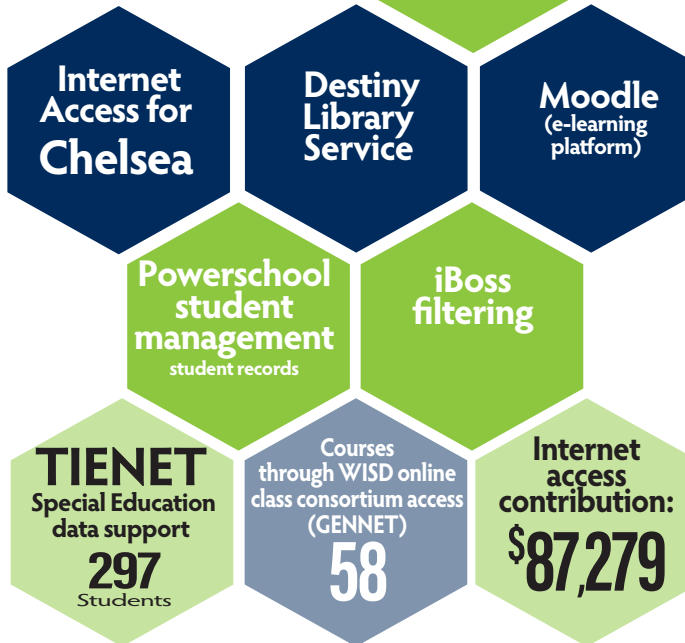 Internet
Access for
Chelsea
Destiny
Library
Service
Moodle
(e-learning
platform)
Powerschool
student
management
student records
iBoss
filtering
TIENET
Special Education
data support
297
Students
Courses
through WISD online
class consortium access
(GENNET)
58
Internet
access
contribution:
$87,279